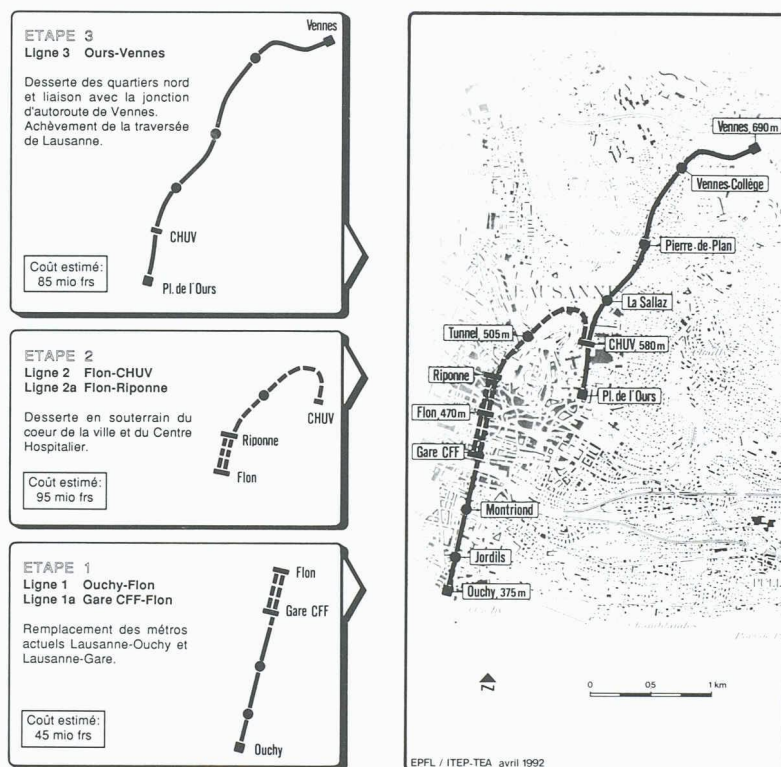 ETAPE 3
Ligne 3 Ours-Vennes
Desserte des quartiers nord
et liaison avec la jonction
d'autoroute de Vennes.
Achèvement de la traversée
de Lausanne.
Coût estimé:
85 mio frs
Vennes
CHUV
Pl. de l'Ours
ETAPE 2
Ligne 2 Flon-CHUV
Ligne 2a Flon-Riponne
Desserte en souterrain du
coeur de la ville et du Centre
Hospitalier.
Coût estimé:
95 mio frs
CHUV
Riponne
Flon
ETAPE 1
Ligne 1 Ouchy-Flon
Ligne 1a Gare CFF-Flon
Remplacement des métros
actuels Lausanne-Ouchy et
Lausanne-Gare.
Coût estimé:
45 mio frs
Flon
Gare CFF
Ouchy
Vennes, 690 m
Vennes-Collège
Pierre-de-Plan
La Sallaz
Tunnel, 505 m
CHUV, 580 m
Riponne
Pl. de l'Ours
Flon, 470 m
Gare CFF
Montriond
Jordils
Ouchy, 375 m
N
0 05 1 km
EPFL / ITEP-TEA avril 1992